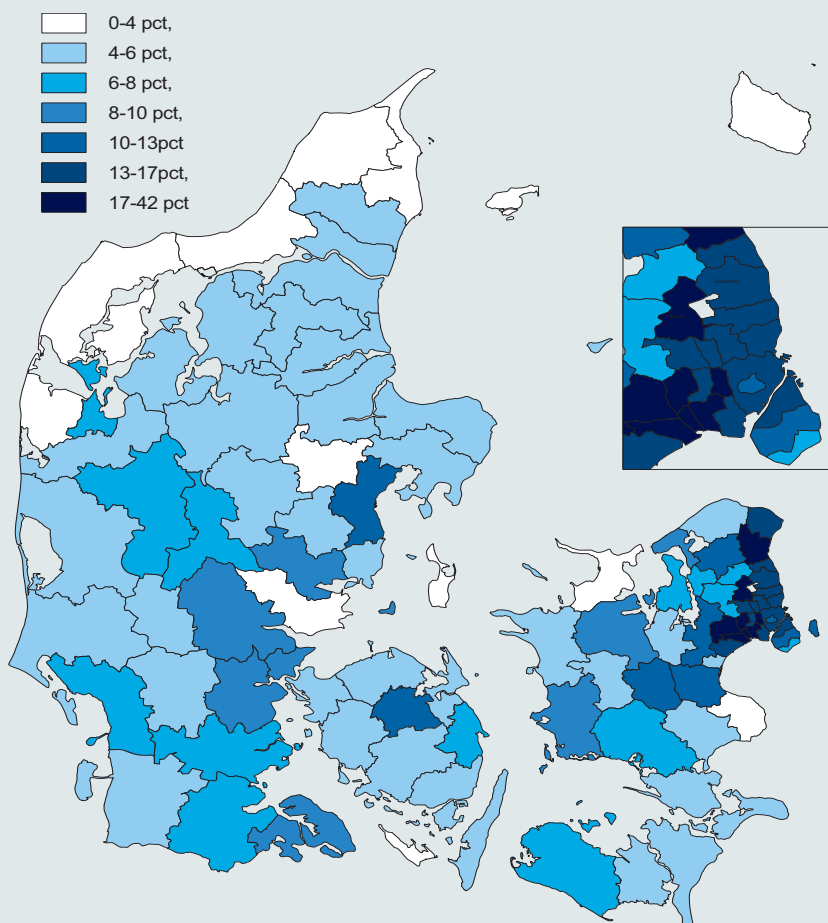 0-4 pct,
4-6 pct,
6-8 pct,
8-10 pct,
10-13pct
13-17pct,
17-42 pct